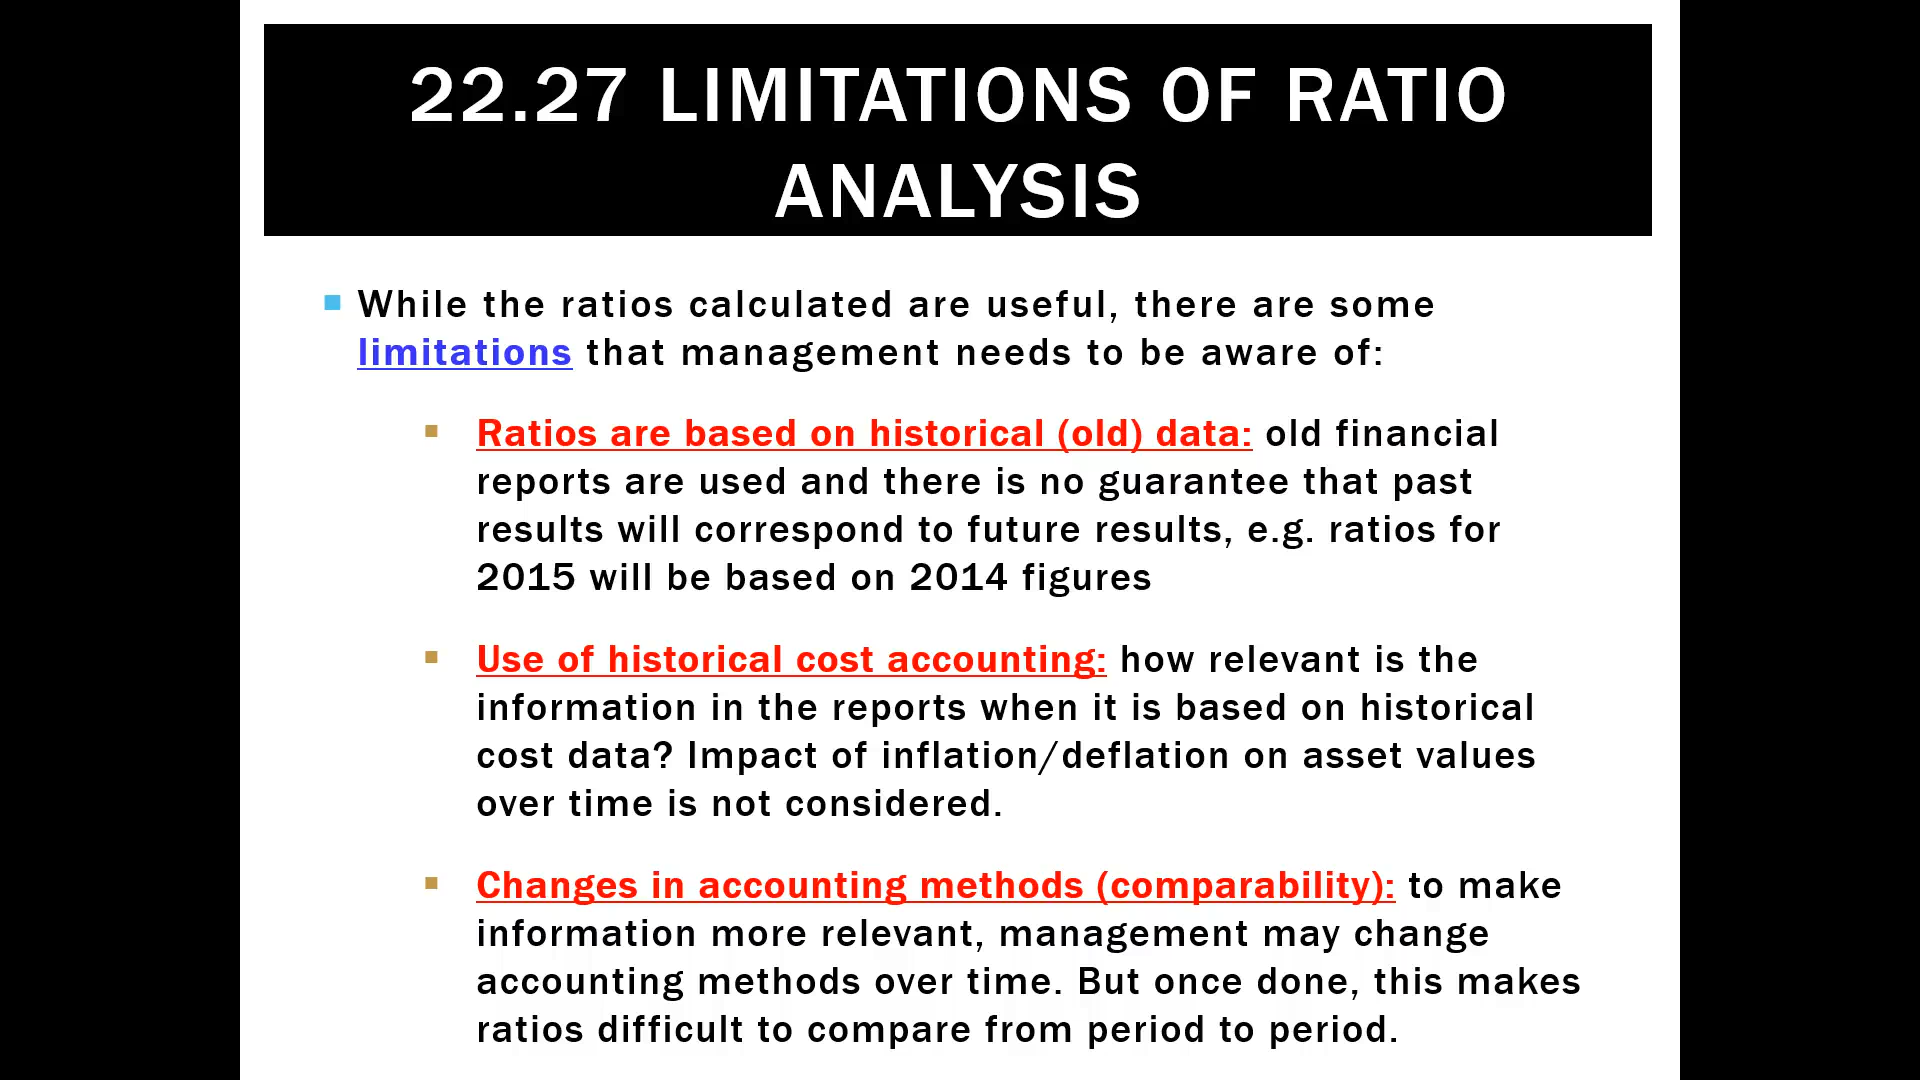 22.27 LIMITATIONS OF RATIO
ANALYSIS
While the ratios calculated are useful, there are some
limitations that management needs to be aware of:
Ratios are based on historical (old) data: old financial
reports are used and there is no guarantee that past
results will correspond to future results, e.g. ratios for
2015 will be based on 2014 figures
Use of historical cost accounting: how relevant is the
information in the reports when it is based on historical
cost data? Impact of inflation/deflation on asset values
over time is not considered.
Changes in accounting methods (comparability): to make
information more relevant, management may change
accounting methods over time. But once done, this makes
ratios difficult to compare from period to period.